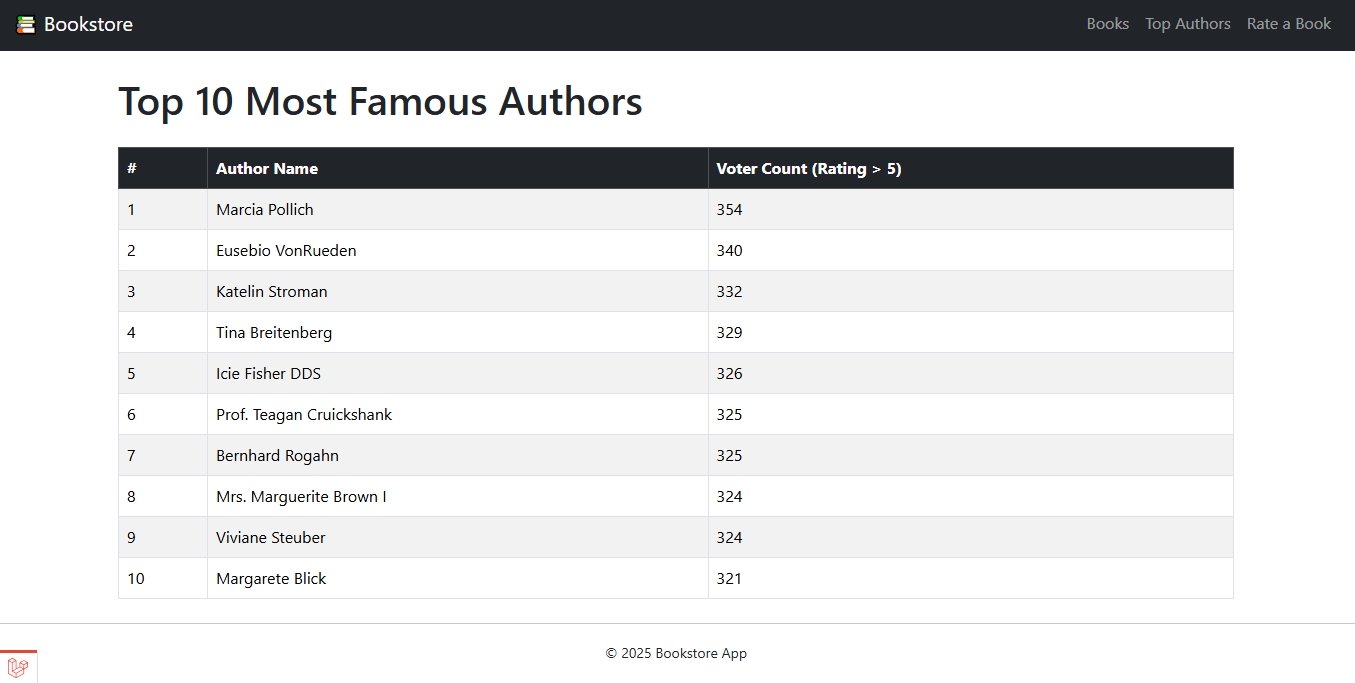 Bookstore Books Top Authors Rate a Book
Top 10 Most Famous Authors
# Author Name Voter Count (Rating > 5)
1 Marcia Pollich 354
2 Eusebio VonRueden 340
3 Katelin Stroman 332
4 Tina Breitenberg 329
5 Icie Fisher DDS 326
6 Prof. Teagan Cruickshank 325
7 Bernhard Rogahn 325
8 Mrs. Marguerite Brown I 324
9 Viviane Steuber 324
10 Margarete Blick 321
© 2025 Bookstore App